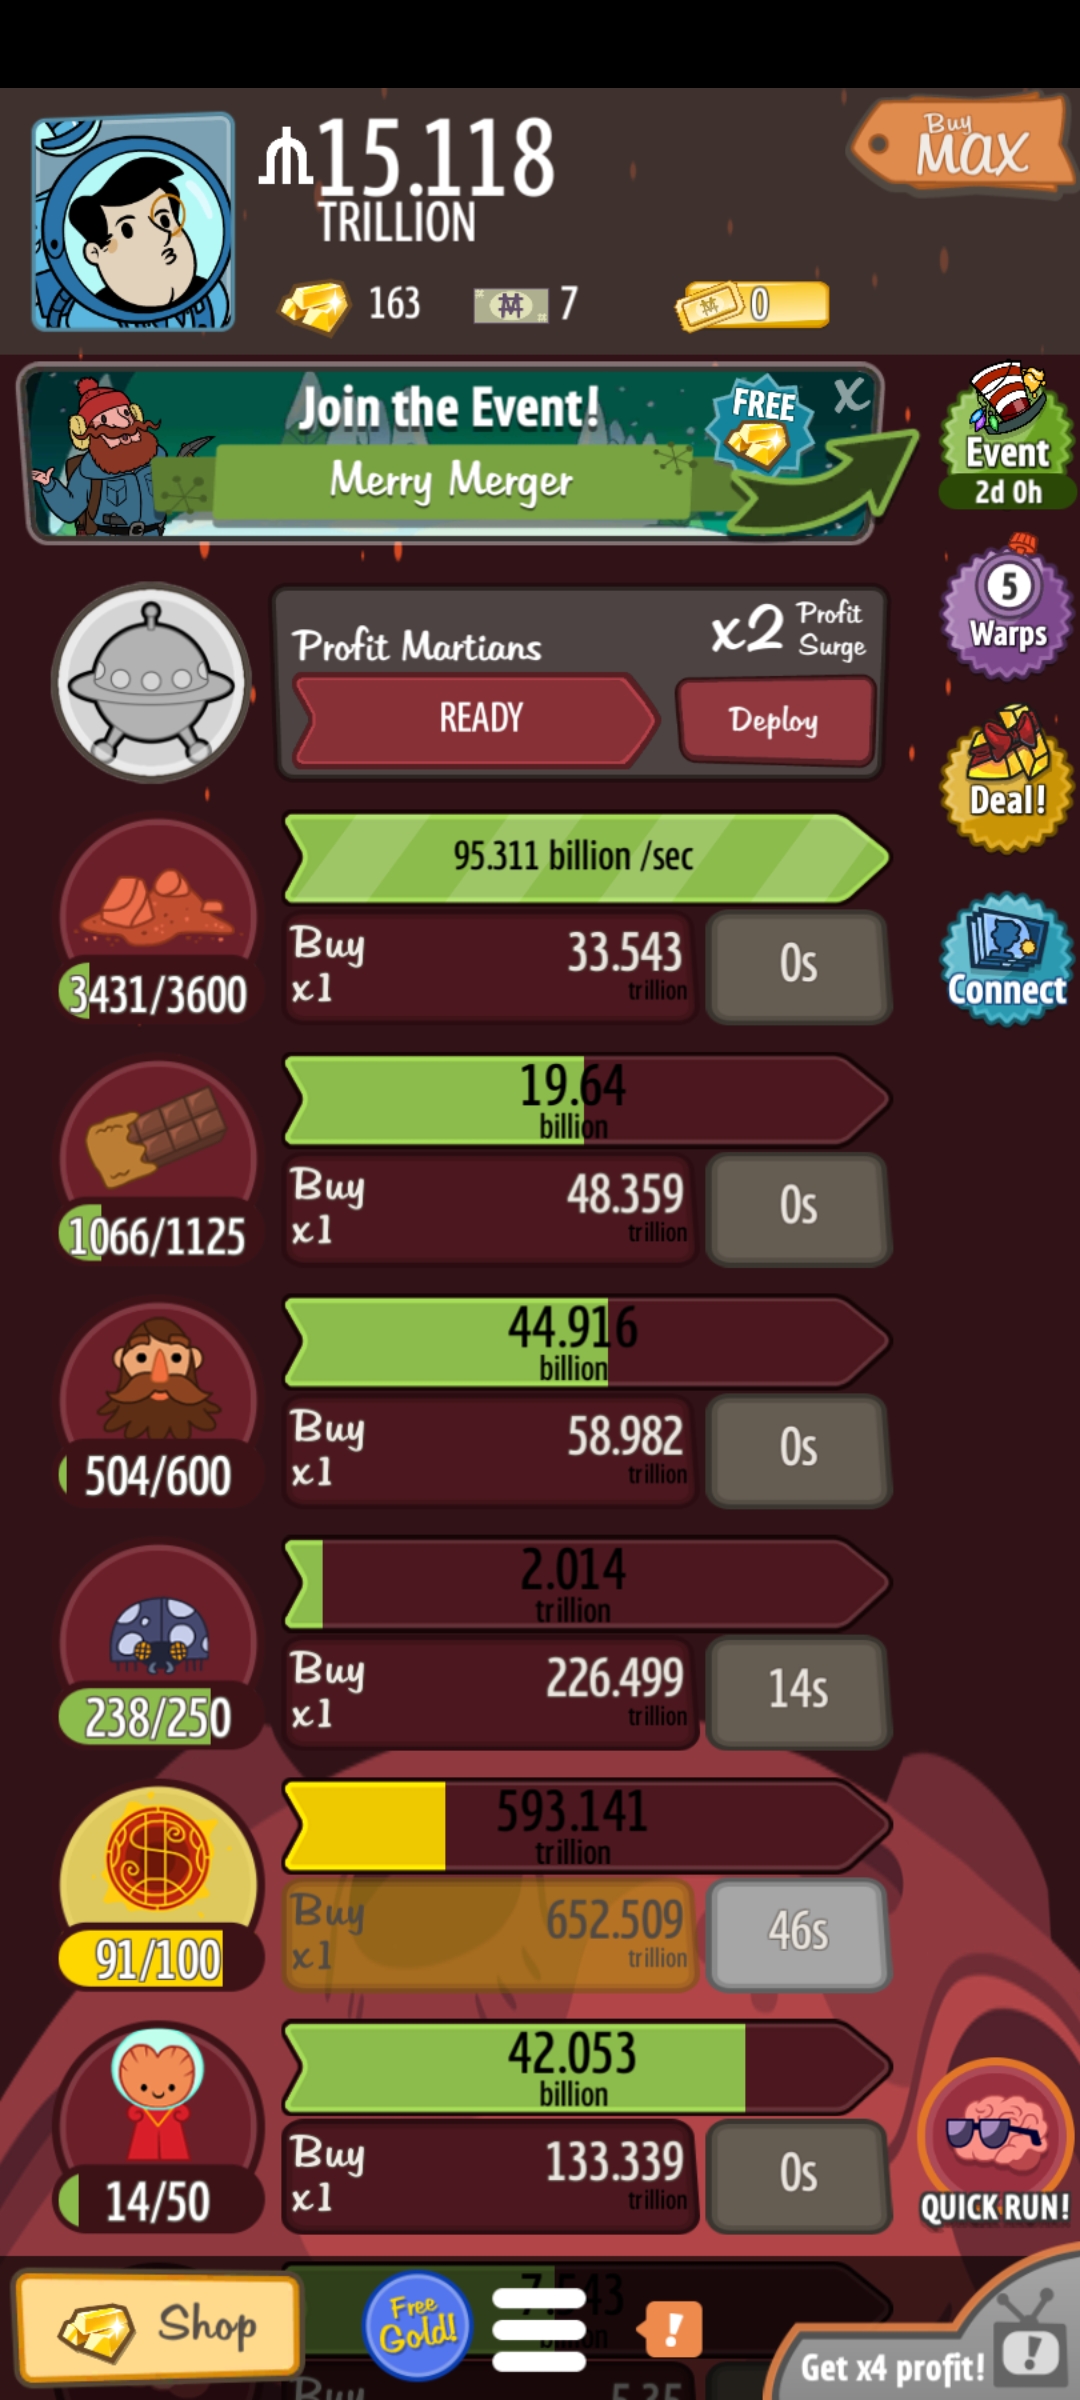 15.118
TRILLION
Buy
MAX
163
7
0
Join the Event!
FREE
X
Merry Merger
Event
2d 0h
5
Warps
Profit Martians
x2 Profit Surge
READY
Deploy
Deal!
95.311 billion /sec
Buy
x1
33.543
trillion
0s
3431/3600
Connect
19.64
billion
Buy
x1
48.359
trillion
0s
1066/1125
44.916
billion
Buy
x1
58.982
trillion
0s
504/600
2.014
trillion
Buy
x1
226.499
trillion
14s
238/250
593.141
trillion
Buy
x1
652.509
trillion
46s
91/100
42.053
billion
Buy
x1
133.339
trillion
0s
14/50
QUICK RUN!
Shop
Free
Gold!
!
Get x4 profit!
!
Buy